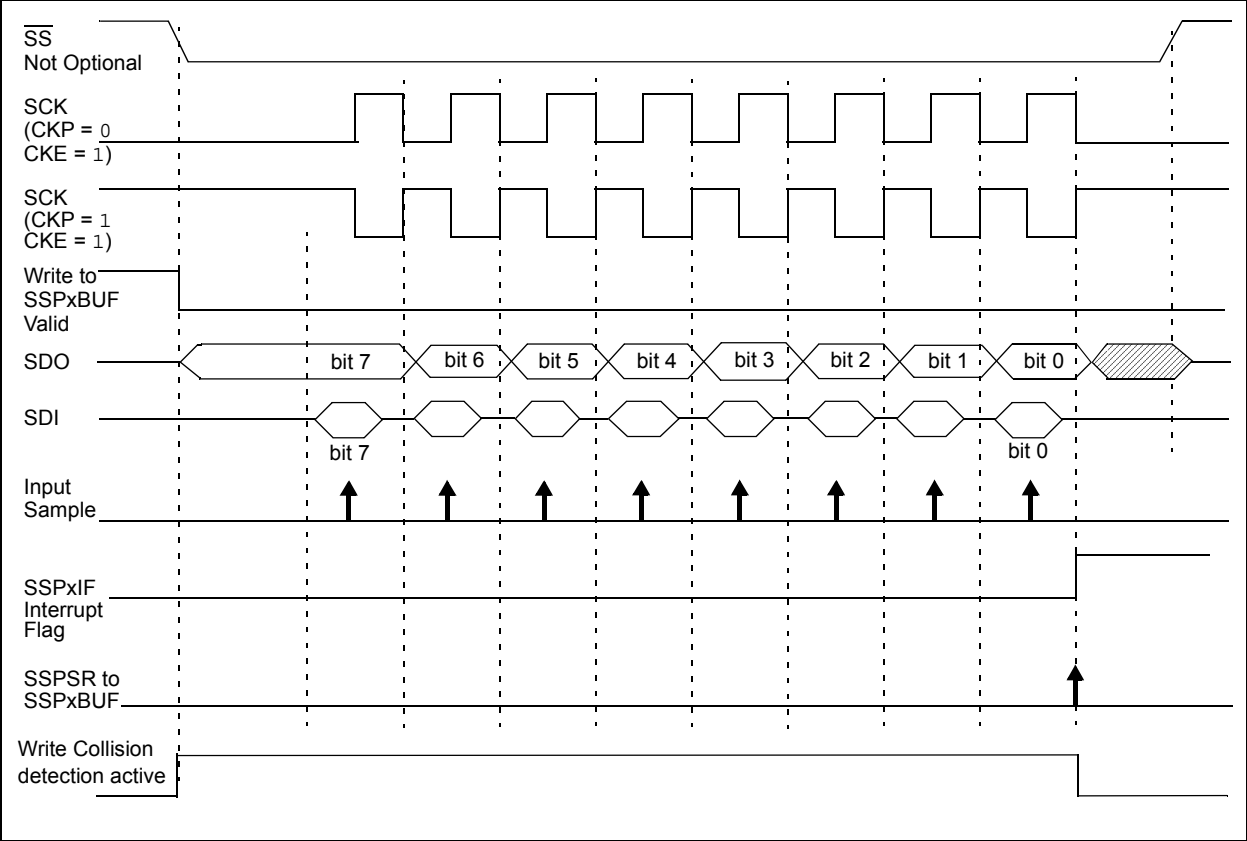 SS
Not Optional
SCK
(CKP = 0
CKE = 1)
SCK
(CKP = 1
CKE = 1)
Write to
SSPxBUF
Valid
SDO
bit 7
bit 6
bit 5
bit 4
bit 3
bit 2
bit 1
bit 0
SDI
bit 7
bit 0
Input
Sample
SSPxIF
Interrupt
Flag
SSPSR to
SSPxBUF
Write Collision
detection active